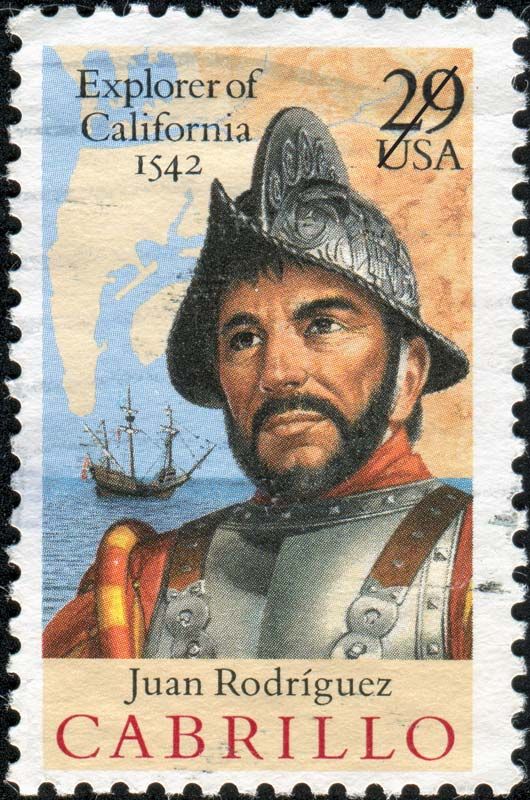 Explorer of
California
1542
29
USA
Juan Rodríguez
CABRILLO